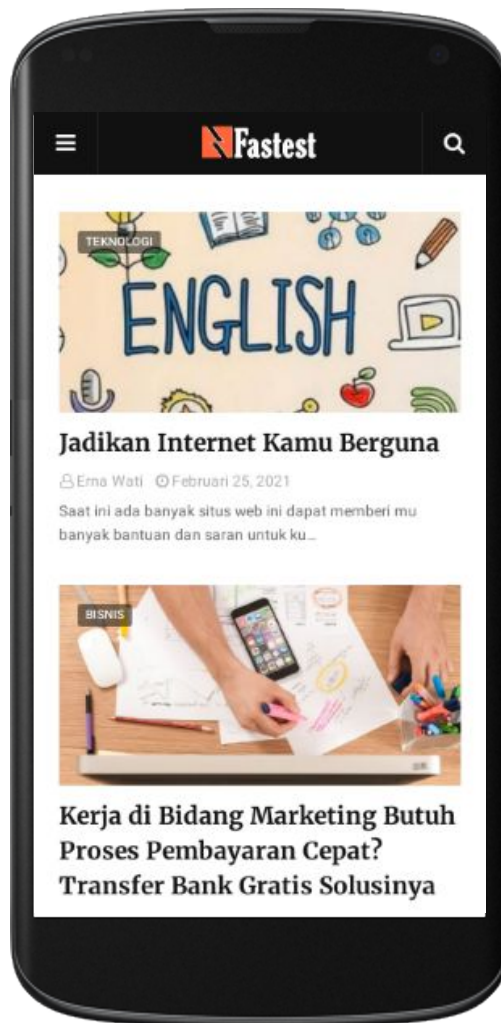 Fastest
TEKNOLOGI
ENGLISH
Jadikan Internet Kamu Berguna
Erna Wati Februari 25, 2021
Saat ini ada banyak situs web ini dapat memberi mu
banyak bantuan dan saran untuk ku...
BISNIS
Kerja di Bidang Marketing Butuh
Proses Pembayaran Cepat?
Transfer Bank Gratis Solusinya